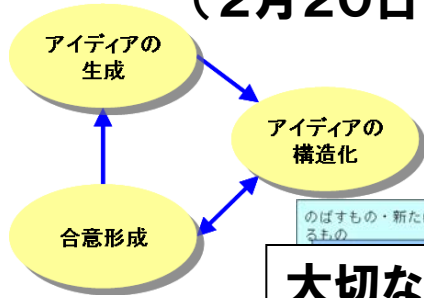 （2月20日
アイディアの
生成
アイディアの
構造化
合意形成
のばすもの・新た
るもの
大切な